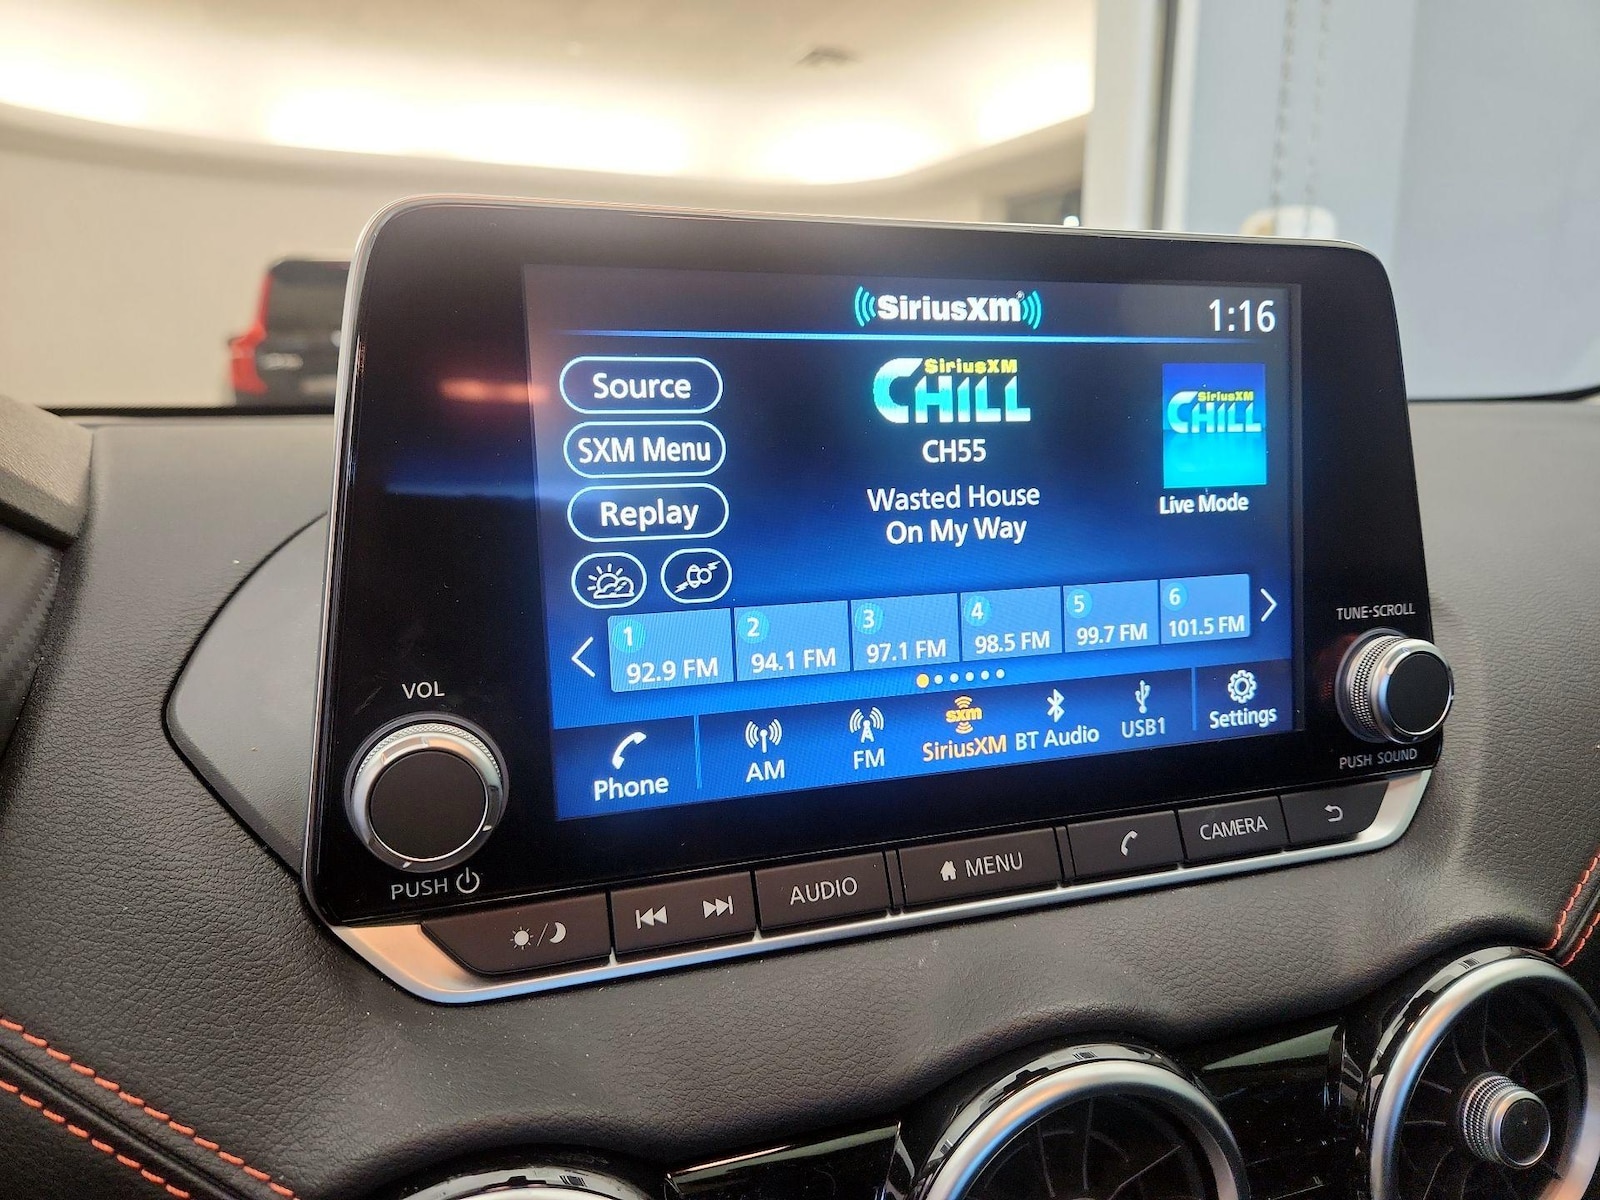 SiriusXM
1:16
Source
SXM Menu
Replay
SiriusXM
CHILL
CH55
Wasted House
On My Way
SiriusXM
CHILL
Live Mode
1
92.9 FM
2
94.1 FM
3
97.1 FM
4
98.5 FM
5
99.7 FM
6
101.5 FM
Phone
AM
FM
sxm
SiriusXM
BT Audio
USB1
Settings
VOL
PUSH
TUNE·SCROLL
PUSH SOUND
AUDIO
MENU
CAMERA